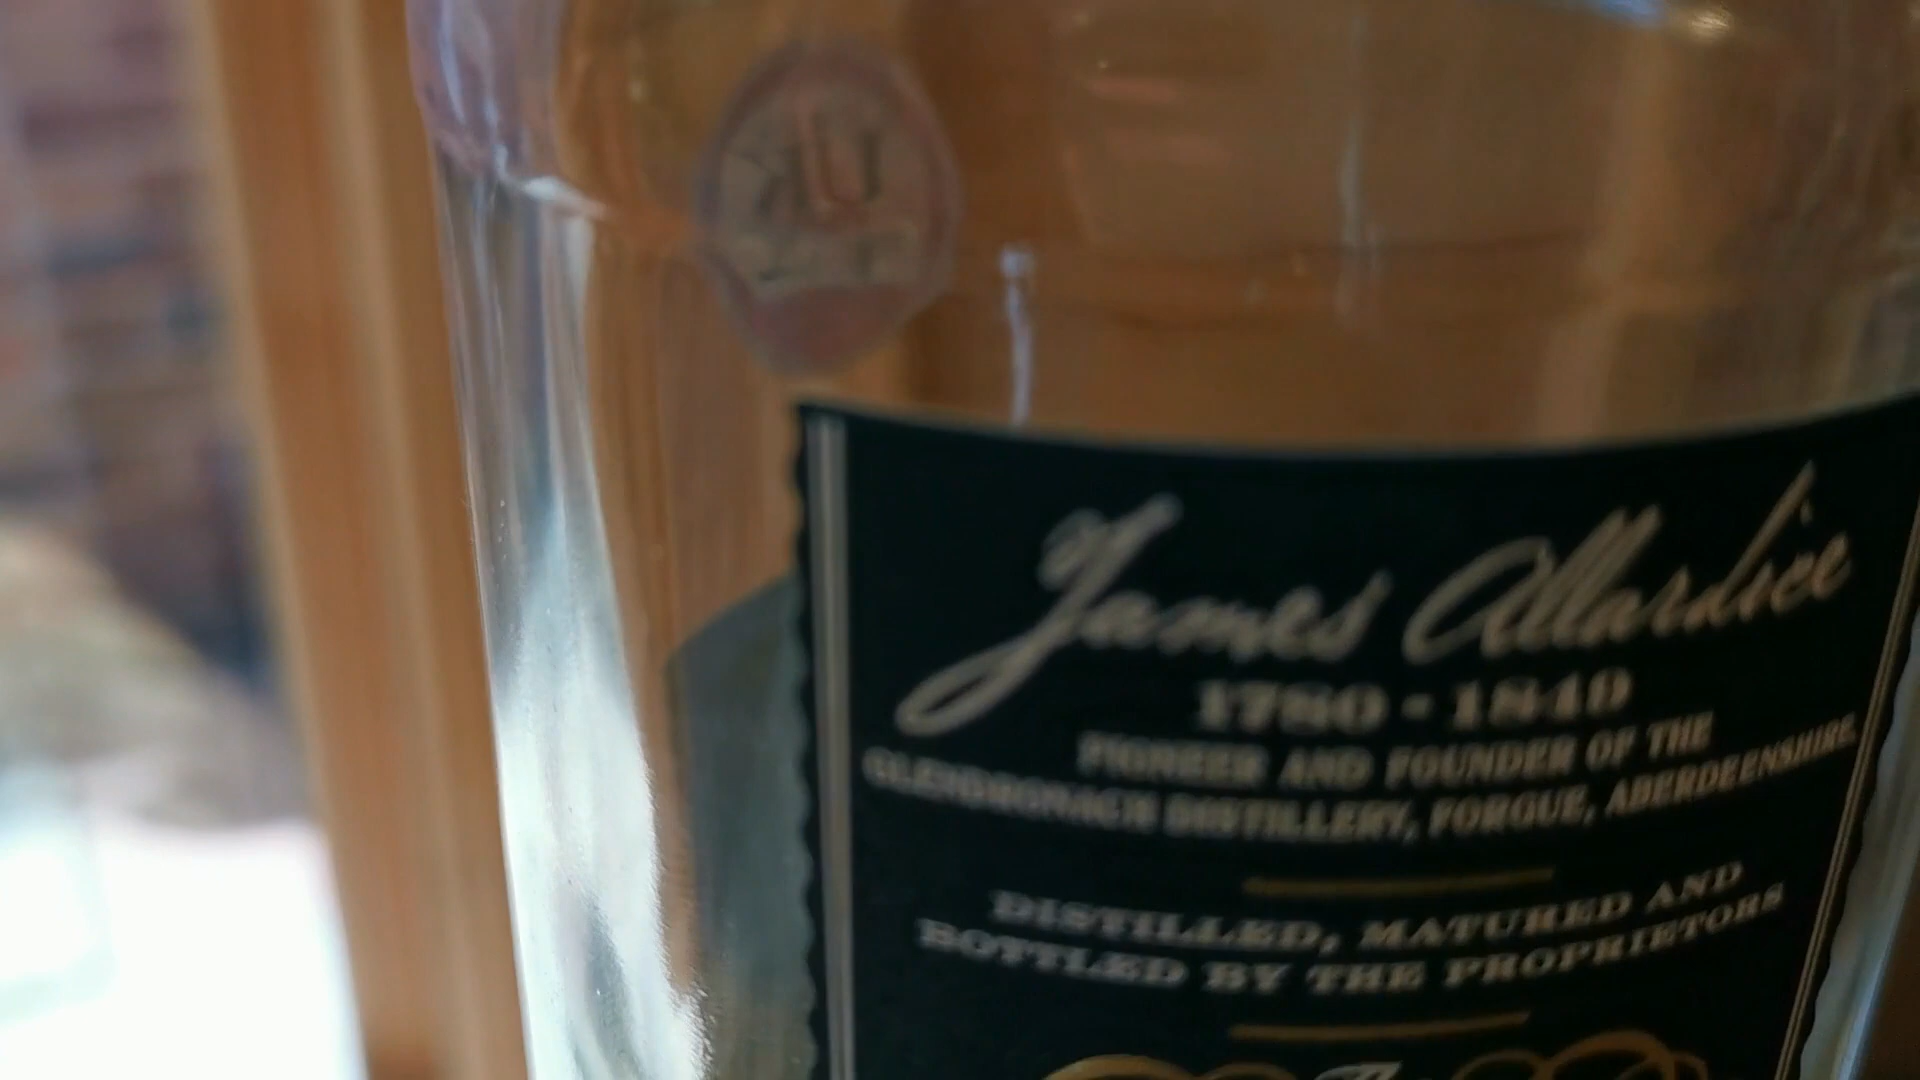 James Allardice
1780 - 1840
PIONEER AND FOUNDER OF THE
GLENDRONACH DISTILLERY, FORGUE, ABERDEENSHIRE
DISTILLED, MATURED AND
BOTTLED BY THE PROPRIETORS